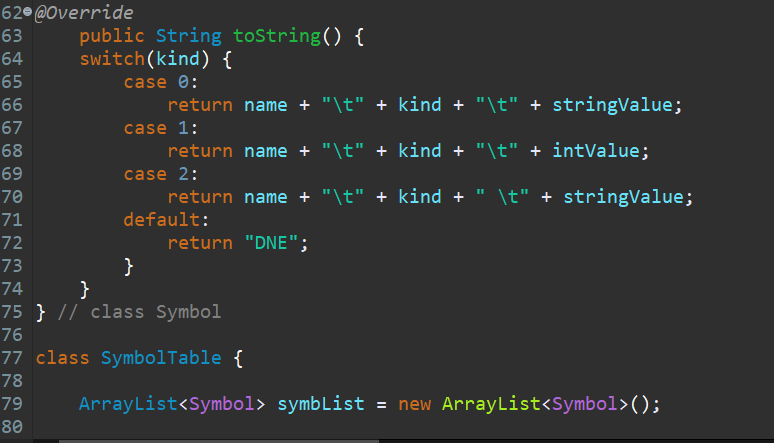 62 @Override
63     public String toString() {
64     switch(kind) {
65         case 0:
66             return name + "\t" + kind + "\t" + stringValue;
67         case 1:
68             return name + "\t" + kind + "\t" + intValue;
69         case 2:
70             return name + "\t" + kind + " \t" + stringValue;
71         default:
72             return "DNE";
73         }
74     }
75 } // class Symbol
76
77 class SymbolTable {
78
79     ArrayList<Symbol> symbList = new ArrayList<Symbol>();
80